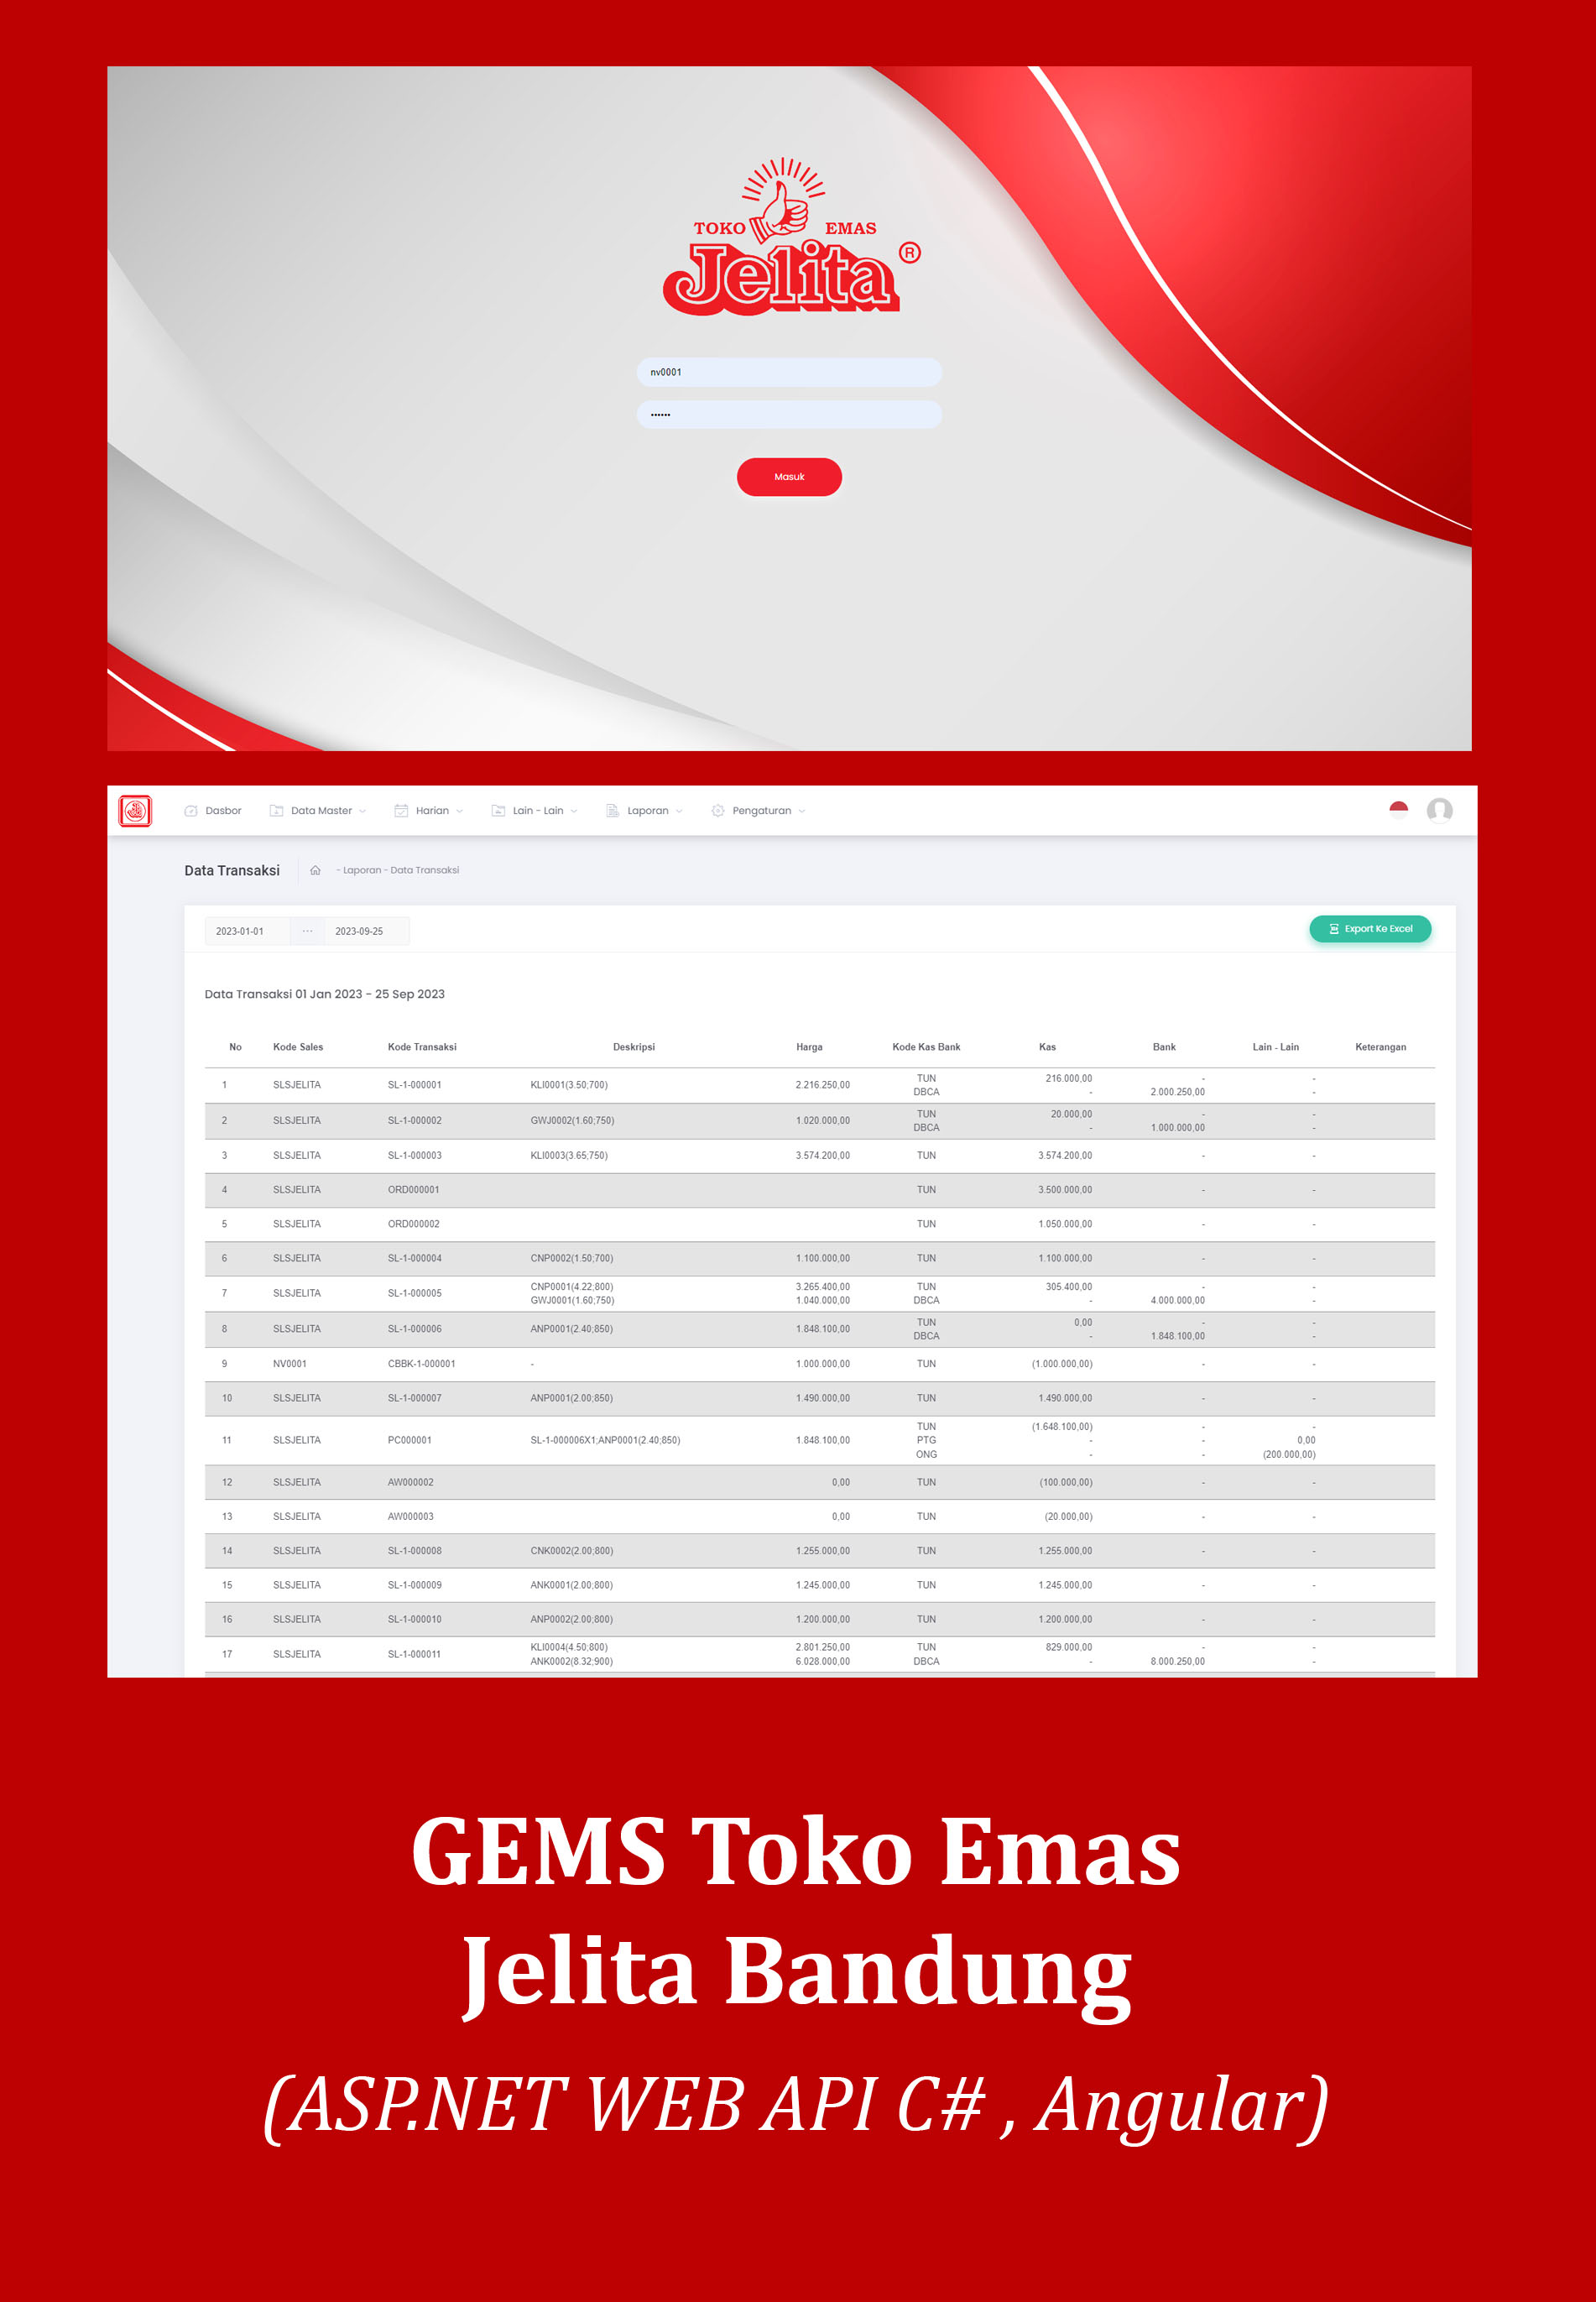 TOKO EMAS
Jelita ®
nv0001
••••••
Masuk
Dasbor Data Master Harian Lain - Lain Laporan Pengaturan
Data Transaksi - Laporan - Data Transaksi
2023-01-01 ... 2023-09-25 Export Ke Excel
Data Transaksi 01 Jan 2023 - 25 Sep 2023
No Kode Sales Kode Transaksi Deskripsi Harga Kode Kas Bank Kas Bank Lain - Lain Keterangan
1 SLSJELITA SL-1-000001 KLI0001(3.50;700) 2.216.250,00 TUN 216.000,00 - -
DBCA - 2.000.250,00 -
2 SLSJELITA SL-1-000002 GWJ0002(1.60;750) 1.020.000,00 TUN 20.000,00 - -
DBCA - 1.000.000,00 -
3 SLSJELITA SL-1-000003 KLI0003(3.65;750) 3.574.200,00 TUN 3.574.200,00 - -
4 SLSJELITA ORD000001 TUN 3.500.000,00 - -
5 SLSJELITA ORD000002 TUN 1.050.000,00 - -
6 SLSJELITA SL-1-000004 CNP0002(1.50;700) 1.100.000,00 TUN 1.100.000,00 - -
7 SLSJELITA SL-1-000005 CNP0001(4.22;800) 3.265.400,00 TUN 305.400,00 - -
GWJ0001(1.60;750) 1.040.000,00 DBCA - 4.000.000,00 -
8 SLSJELITA SL-1-000006 ANP0001(2.40;850) 1.848.100,00 TUN 0,00 - -
DBCA - 1.848.100,00 -
9 NV0001 CBBK-1-000001 - 1.000.000,00 TUN (1.000.000,00) - -
10 SLSJELITA SL-1-000007 ANP0001(2.00;850) 1.490.000,00 TUN 1.490.000,00 - -
11 SLSJELITA PC000001 SL-1-000006X1;ANP0001(2.40;850) 1.848.100,00 TUN (1.648.100,00) - -
PTG - - 0,00
ONG - - (200.000,00)
12 SLSJELITA AW000002 0,00 TUN (100.000,00) - -
13 SLSJELITA AW000003 0,00 TUN (20.000,00) - -
14 SLSJELITA SL-1-000008 CNK0002(2.00;800) 1.255.000,00 TUN 1.255.000,00 - -
15 SLSJELITA SL-1-000009 ANK0001(2.00;800) 1.245.000,00 TUN 1.245.000,00 - -
16 SLSJELITA SL-1-000010 ANP0002(2.00;800) 1.200.000,00 TUN 1.200.000,00 - -
17 SLSJELITA SL-1-000011 KLI0004(4.50;800) 2.801.250,00 TUN 829.000,00 - -
ANK0002(8.32;900) 6.028.000,00 DBCA - 8.000.250,00 -
GEMS Toko Emas
Jelita Bandung
(ASP.NET WEB API C# , Angular)